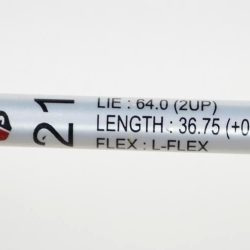 21
LIE : 64.0 (2UP)
LENGTH : 36.75 (+0
FLEX : L-FLEX